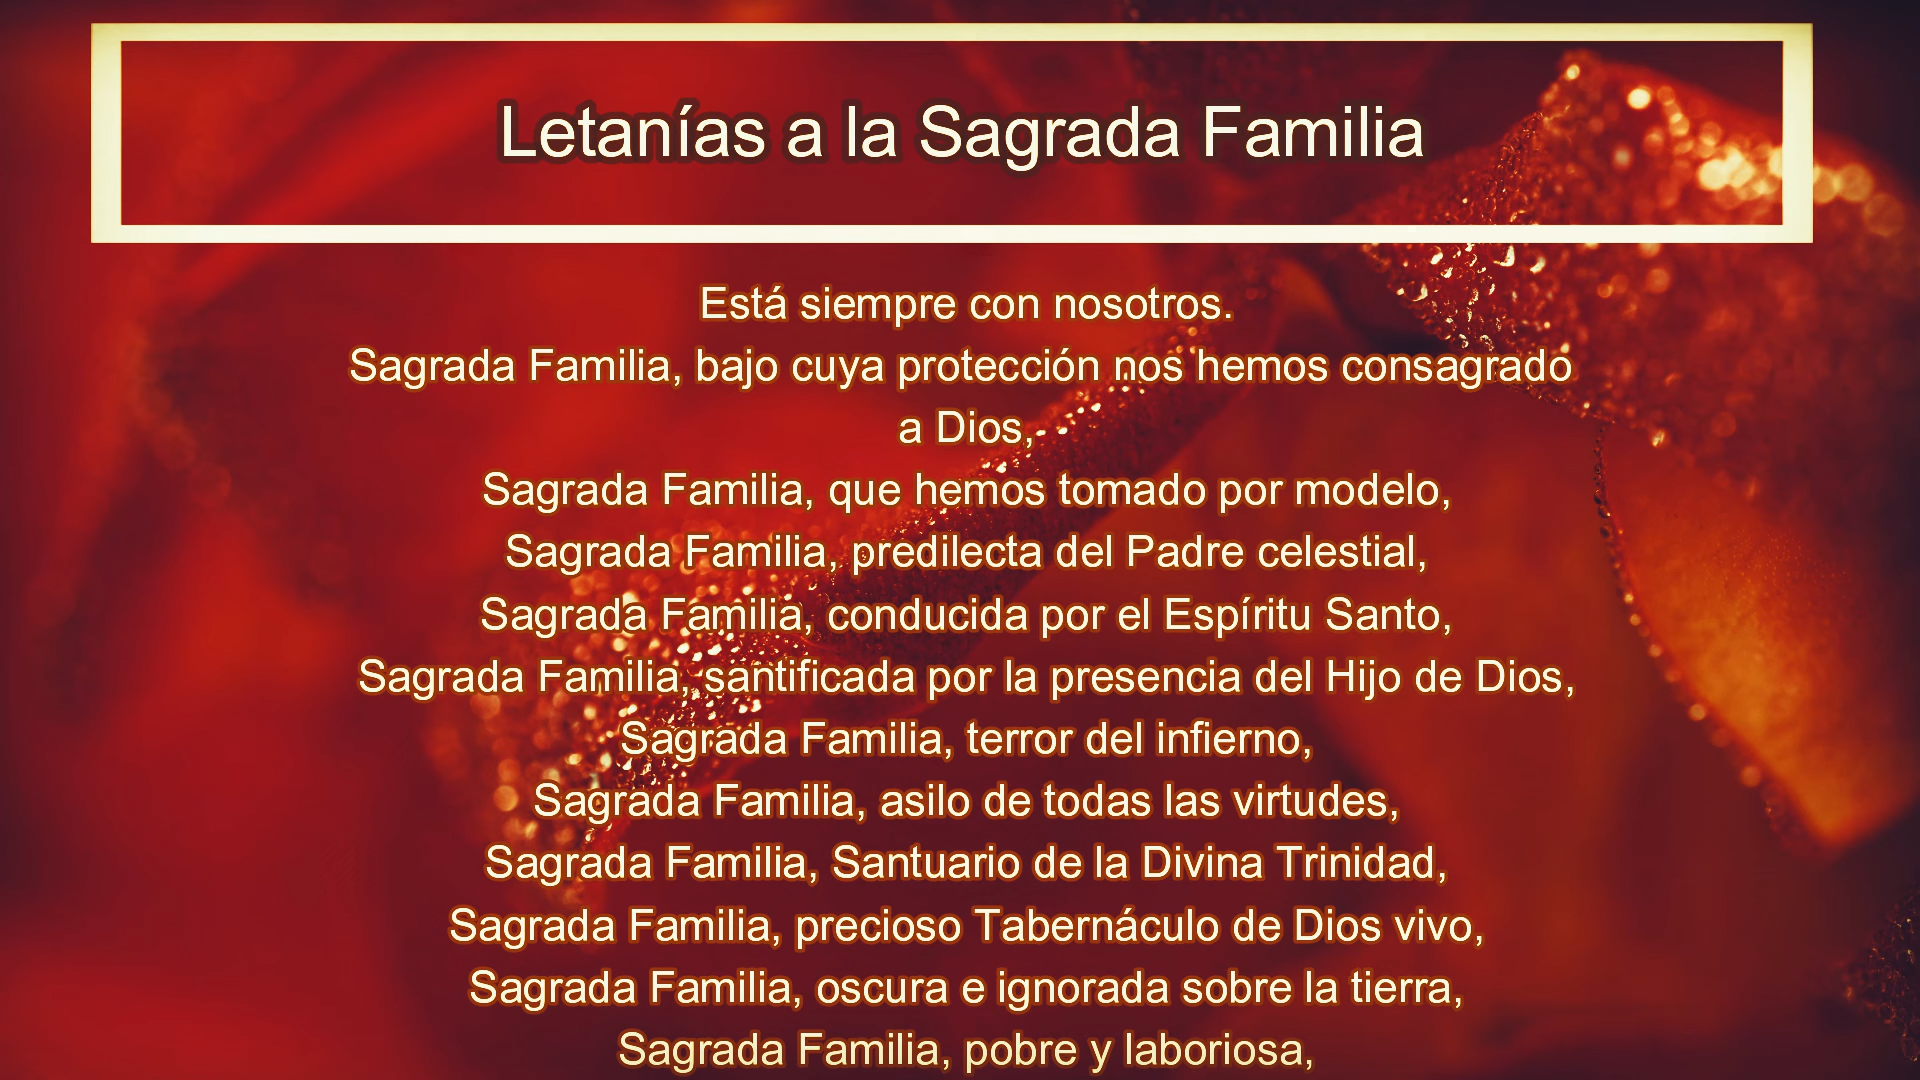 Letanías a la Sagrada Familia
Está siempre con nosotros.
Sagrada Familia, bajo cuya protección nos hemos consagrado
a Dios,
Sagrada Familia, que hemos tomado por modelo,
Sagrada Familia, predilecta del Padre celestial,
Sagrada Familia, conducida por el Espíritu Santo,
Sagrada Familia, santificada por la presencia del Hijo de Dios,
Sagrada Familia, terror del infierno,
Sagrada Familia, asilo de todas las virtudes,
Sagrada Familia, Santuario de la Divina Trinidad,
Sagrada Familia, precioso Tabernáculo de Dios vivo,
Sagrada Familia, oscura e ignorada sobre la tierra,
Sagrada Familia, pobre y laboriosa,